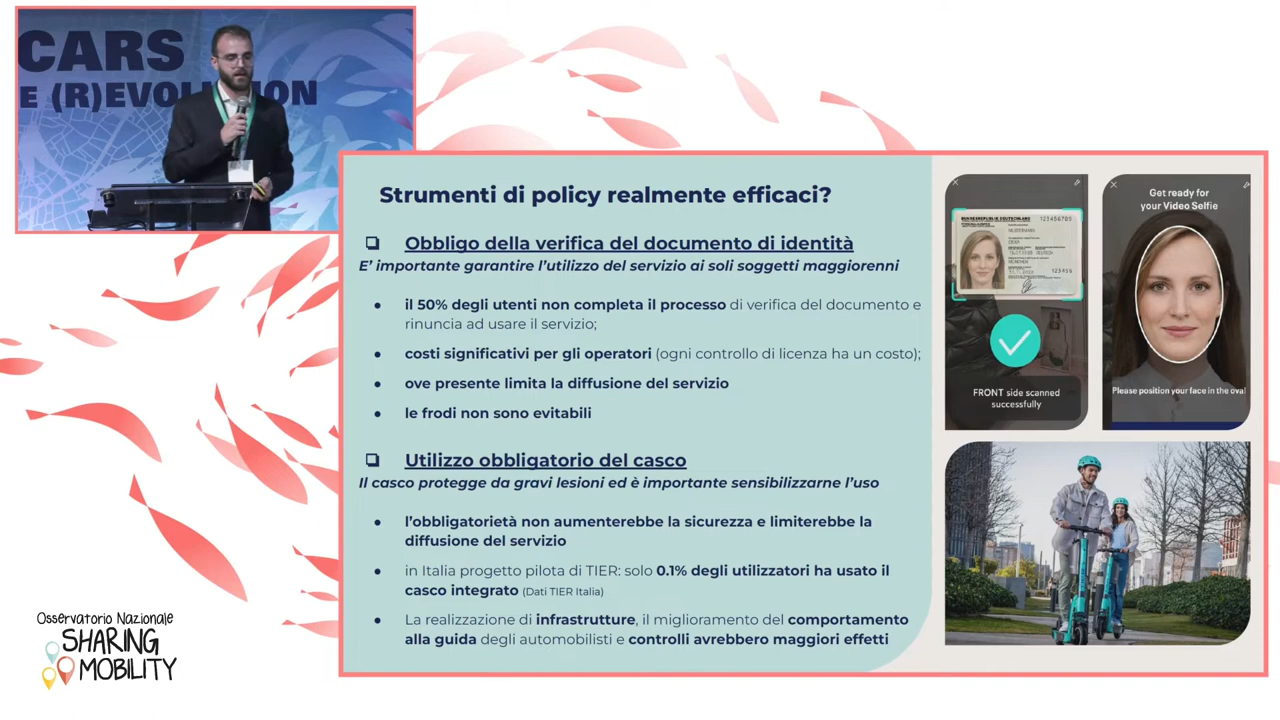 CARS
E (R)EVOLUTION
Strumenti di policy realmente efficaci?
Obbligo della verifica del documento di identità
E' importante garantire l'utilizzo del servizio ai soli soggetti maggiorenni
il 50% degli utenti non completa il processo di verifica del documento e
rinuncia ad usare il servizio;
costi significativi per gli operatori (ogni controllo di licenza ha un costo);
ove presente limita la diffusione del servizio
le frodi non sono evitabili
Utilizzo obbligatorio del casco
Il casco protegge da gravi lesioni ed è importante sensibilizzarne l'uso
l'obbligatorietà non aumenterebbe la sicurezza e limiterebbe la
diffusione del servizio
in Italia progetto pilota di TIER: solo 0.1% degli utilizzatori ha usato il
casco integrato (Dati TIER Italia)
La realizzazione di infrastrutture, il miglioramento del comportamento
alla guida degli automobilisti e controlli avrebbero maggiori effetti
BUNDESREPUBLIK DEUTSCHLAND
123456705
MUSTERMANN
123456
FRONT side scanned
successfully
Get ready for
your Video Selfie
Please position your face in the oval
Osservatorio Nazionale
SHARING
MOBILITY